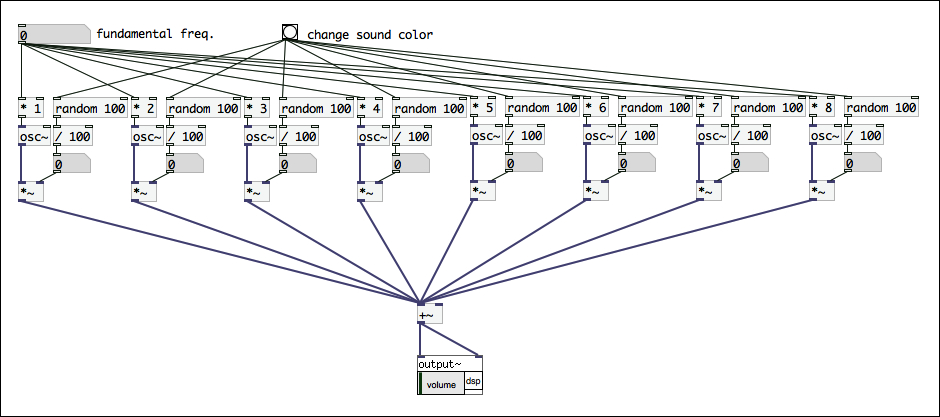 0 fundamental freq. change sound color
* 1 random 100 * 2 random 100 * 3 random 100 * 4 random 100 * 5 random 100 * 6 random 100 * 7 random 100 * 8 random 100
osc~ / 100 osc~ / 100 osc~ / 100 osc~ / 100 osc~ / 100 osc~ / 100 osc~ / 100 osc~ / 100
0 0 0 0 0 0 0 0
*~ *~ *~ *~ *~ *~ *~ *~
+~
output~
volume dsp